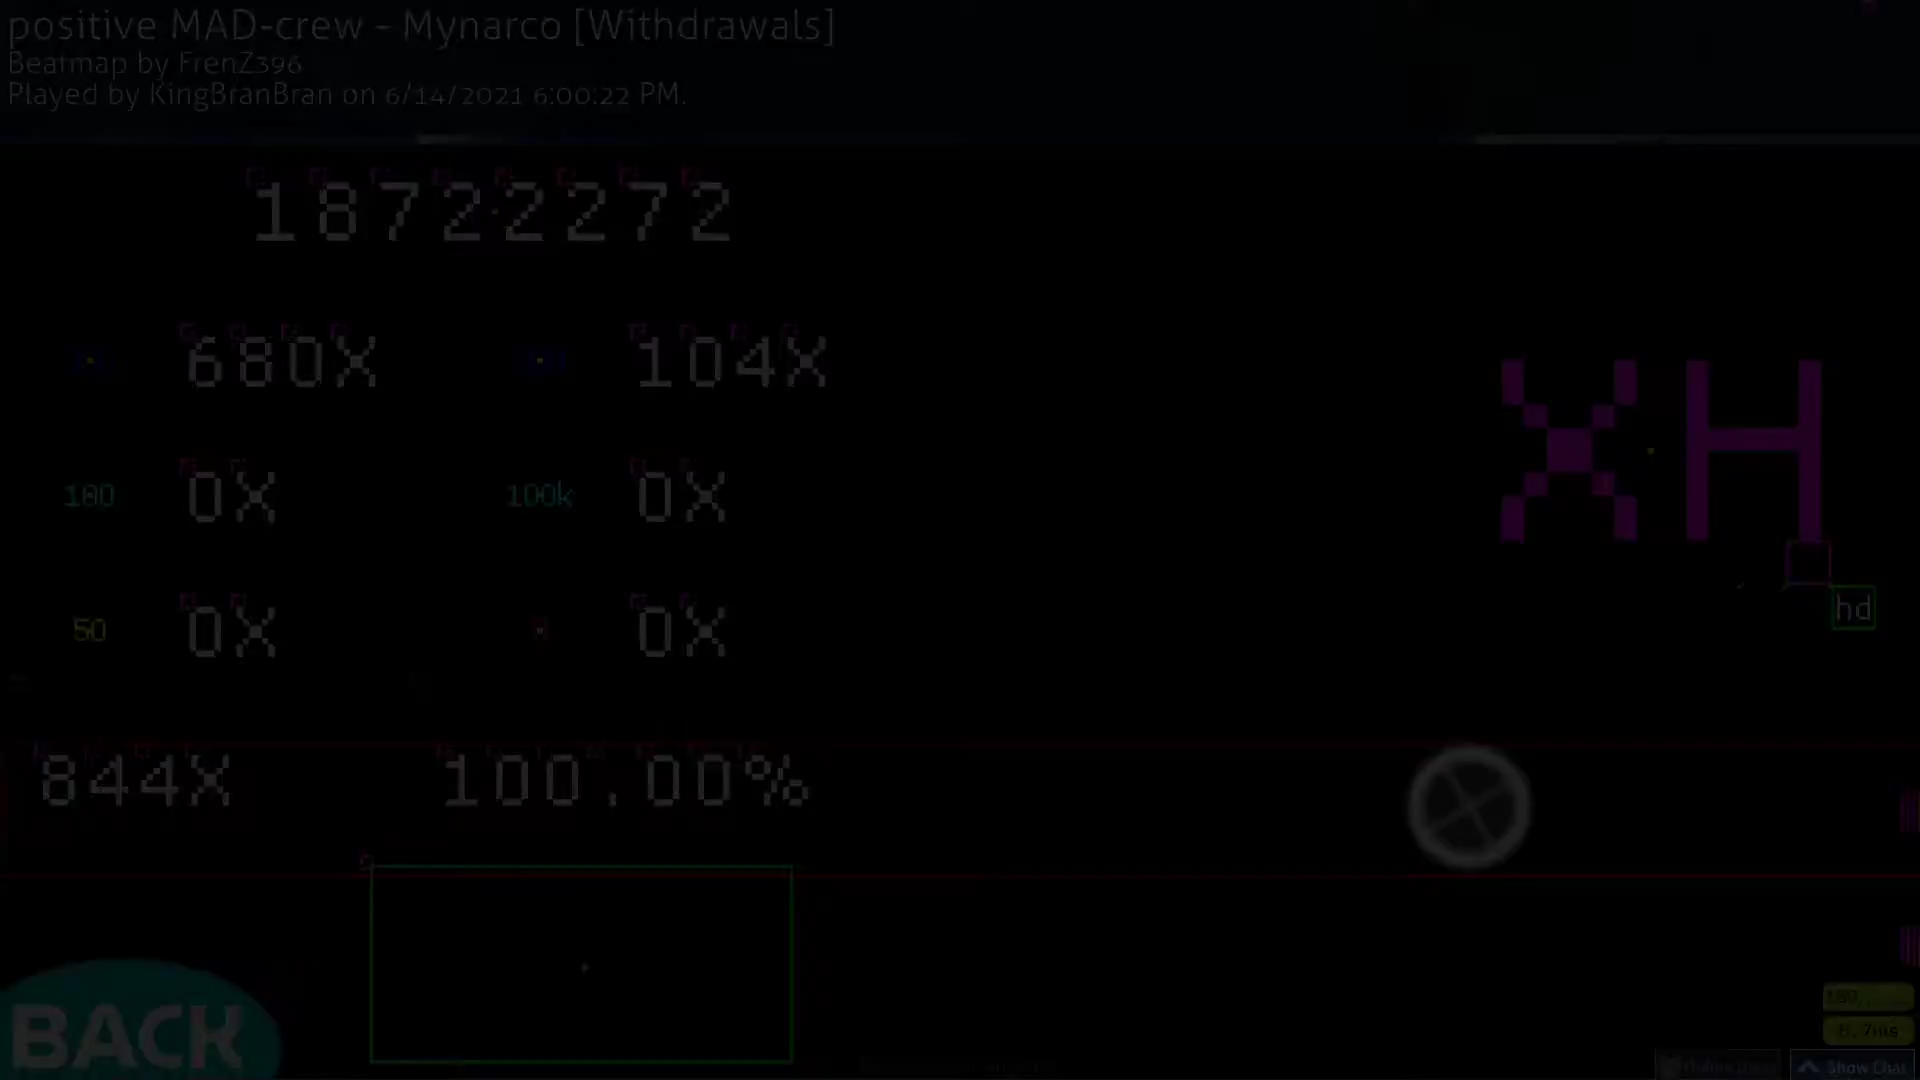 positive MAD-crew - Mynarco [Withdrawals]
Beatmap by FrenZ396
Played by KingBranBran on 6/14/2021 6:00:22 PM.
18722272
680X 104X
XH
100 0X 100k 0X
hd
50 0X 0X
844X 100.00%
BACK
Show Chat